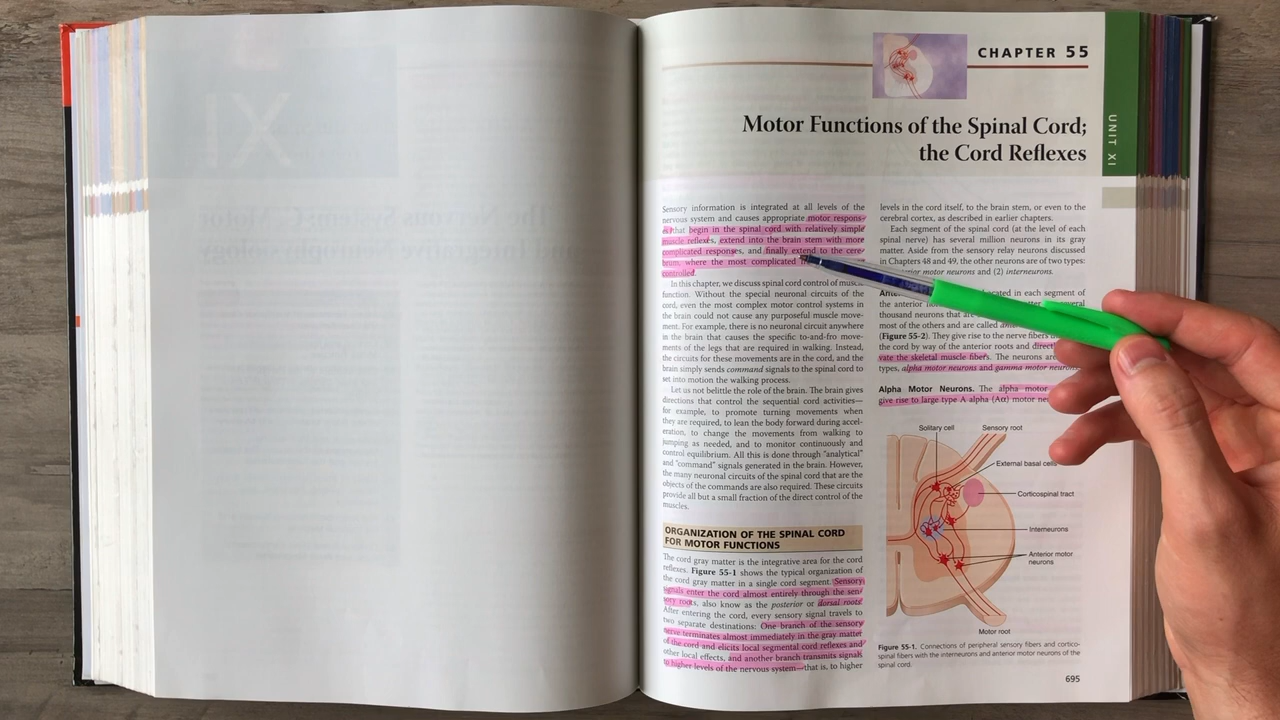 CHAPTER 55
UNIT XI
Motor Functions of the Spinal Cord;
the Cord Reflexes
Sensory information is integrated at all levels of the
nervous system and causes appropriate motor respons-
es that begin in the spinal cord with relatively simple
muscle reflexes, extend into the brain stem with more
complicated responses, and finally extend to the cere-
brum, where the most complicated
controlled.
In this chapter, we discuss spinal cord control of muscle
function. Without the special neuronal circuits of the
cord, even the most complex motor control systems in
the brain could not cause any purposeful muscle move-
ment. For example, there is no neuronal circuit anywhere
in the brain that causes the specific to-and-fro move-
ments of the legs that are required in walking. Instead,
the circuits for these movements are in the cord, and the
brain simply sends command signals to the spinal cord to
set into motion the walking process.
Let us not belittle the role of the brain. The brain gives
directions that control the sequential cord activities—
for example, to promote turning movements when
they are required, to lean the body forward during accel-
eration, to change the movements from walking to
jumping as needed, and to monitor continuously and
control equilibrium. All this is done through “analytical”
and “command” signals generated in the brain. However,
the many neuronal circuits of the spinal cord that are the
objects of the commands are also required. These circuits
provide all but a small fraction of the direct control of the
muscles.
ORGANIZATION OF THE SPINAL CORD
FOR MOTOR FUNCTIONS
The cord gray matter is the integrative area for the cord
reflexes. Figure 55-1 shows the typical organization of
the cord gray matter in a single cord segment. Sensory
signals enter the cord almost entirely through the sen-
sory roots, also know as the posterior or dorsal roots
After entering the cord, every sensory signal travels to
two separate destinations: One branch of the sensory
nerve terminates almost immediately in the gray matter
of the cord and elicits local segmental cord reflexes and
other local effects, and another branch transmits signals
to higher levels of the nervous system—that is, to higher
levels in the cord itself, to the brain stem, or even to the
cerebral cortex, as described in earlier chapters.
Each segment of the spinal cord (at the level of each
spinal nerve) has several million neurons in its gray
matter. Aside from the sensory relay neurons discussed
in Chapters 48 and 49, the other neurons are of two types:
motor neurons and (2) interneurons.
located in each segment of
the anterior
thousand neurons that are
most of the others and are called
(Figure 55-2). They give rise to the nerve fibers
the cord by way of the anterior roots and
vate the skeletal muscle fibers. The neurons are
types, alpha motor neurons and gamma motor neurons.
Alpha Motor Neurons. The alpha motor
give rise to large type A alpha (Aα) motor
Solitary cell
Sensory root
External basal cells
Corticospinal tract
Interneurons
Anterior motor
neurons
Motor root
Figure 55-1. Connections of peripheral sensory fibers and cortico-
spinal fibers with the interneurons and anterior motor neurons of the
spinal cord.
695